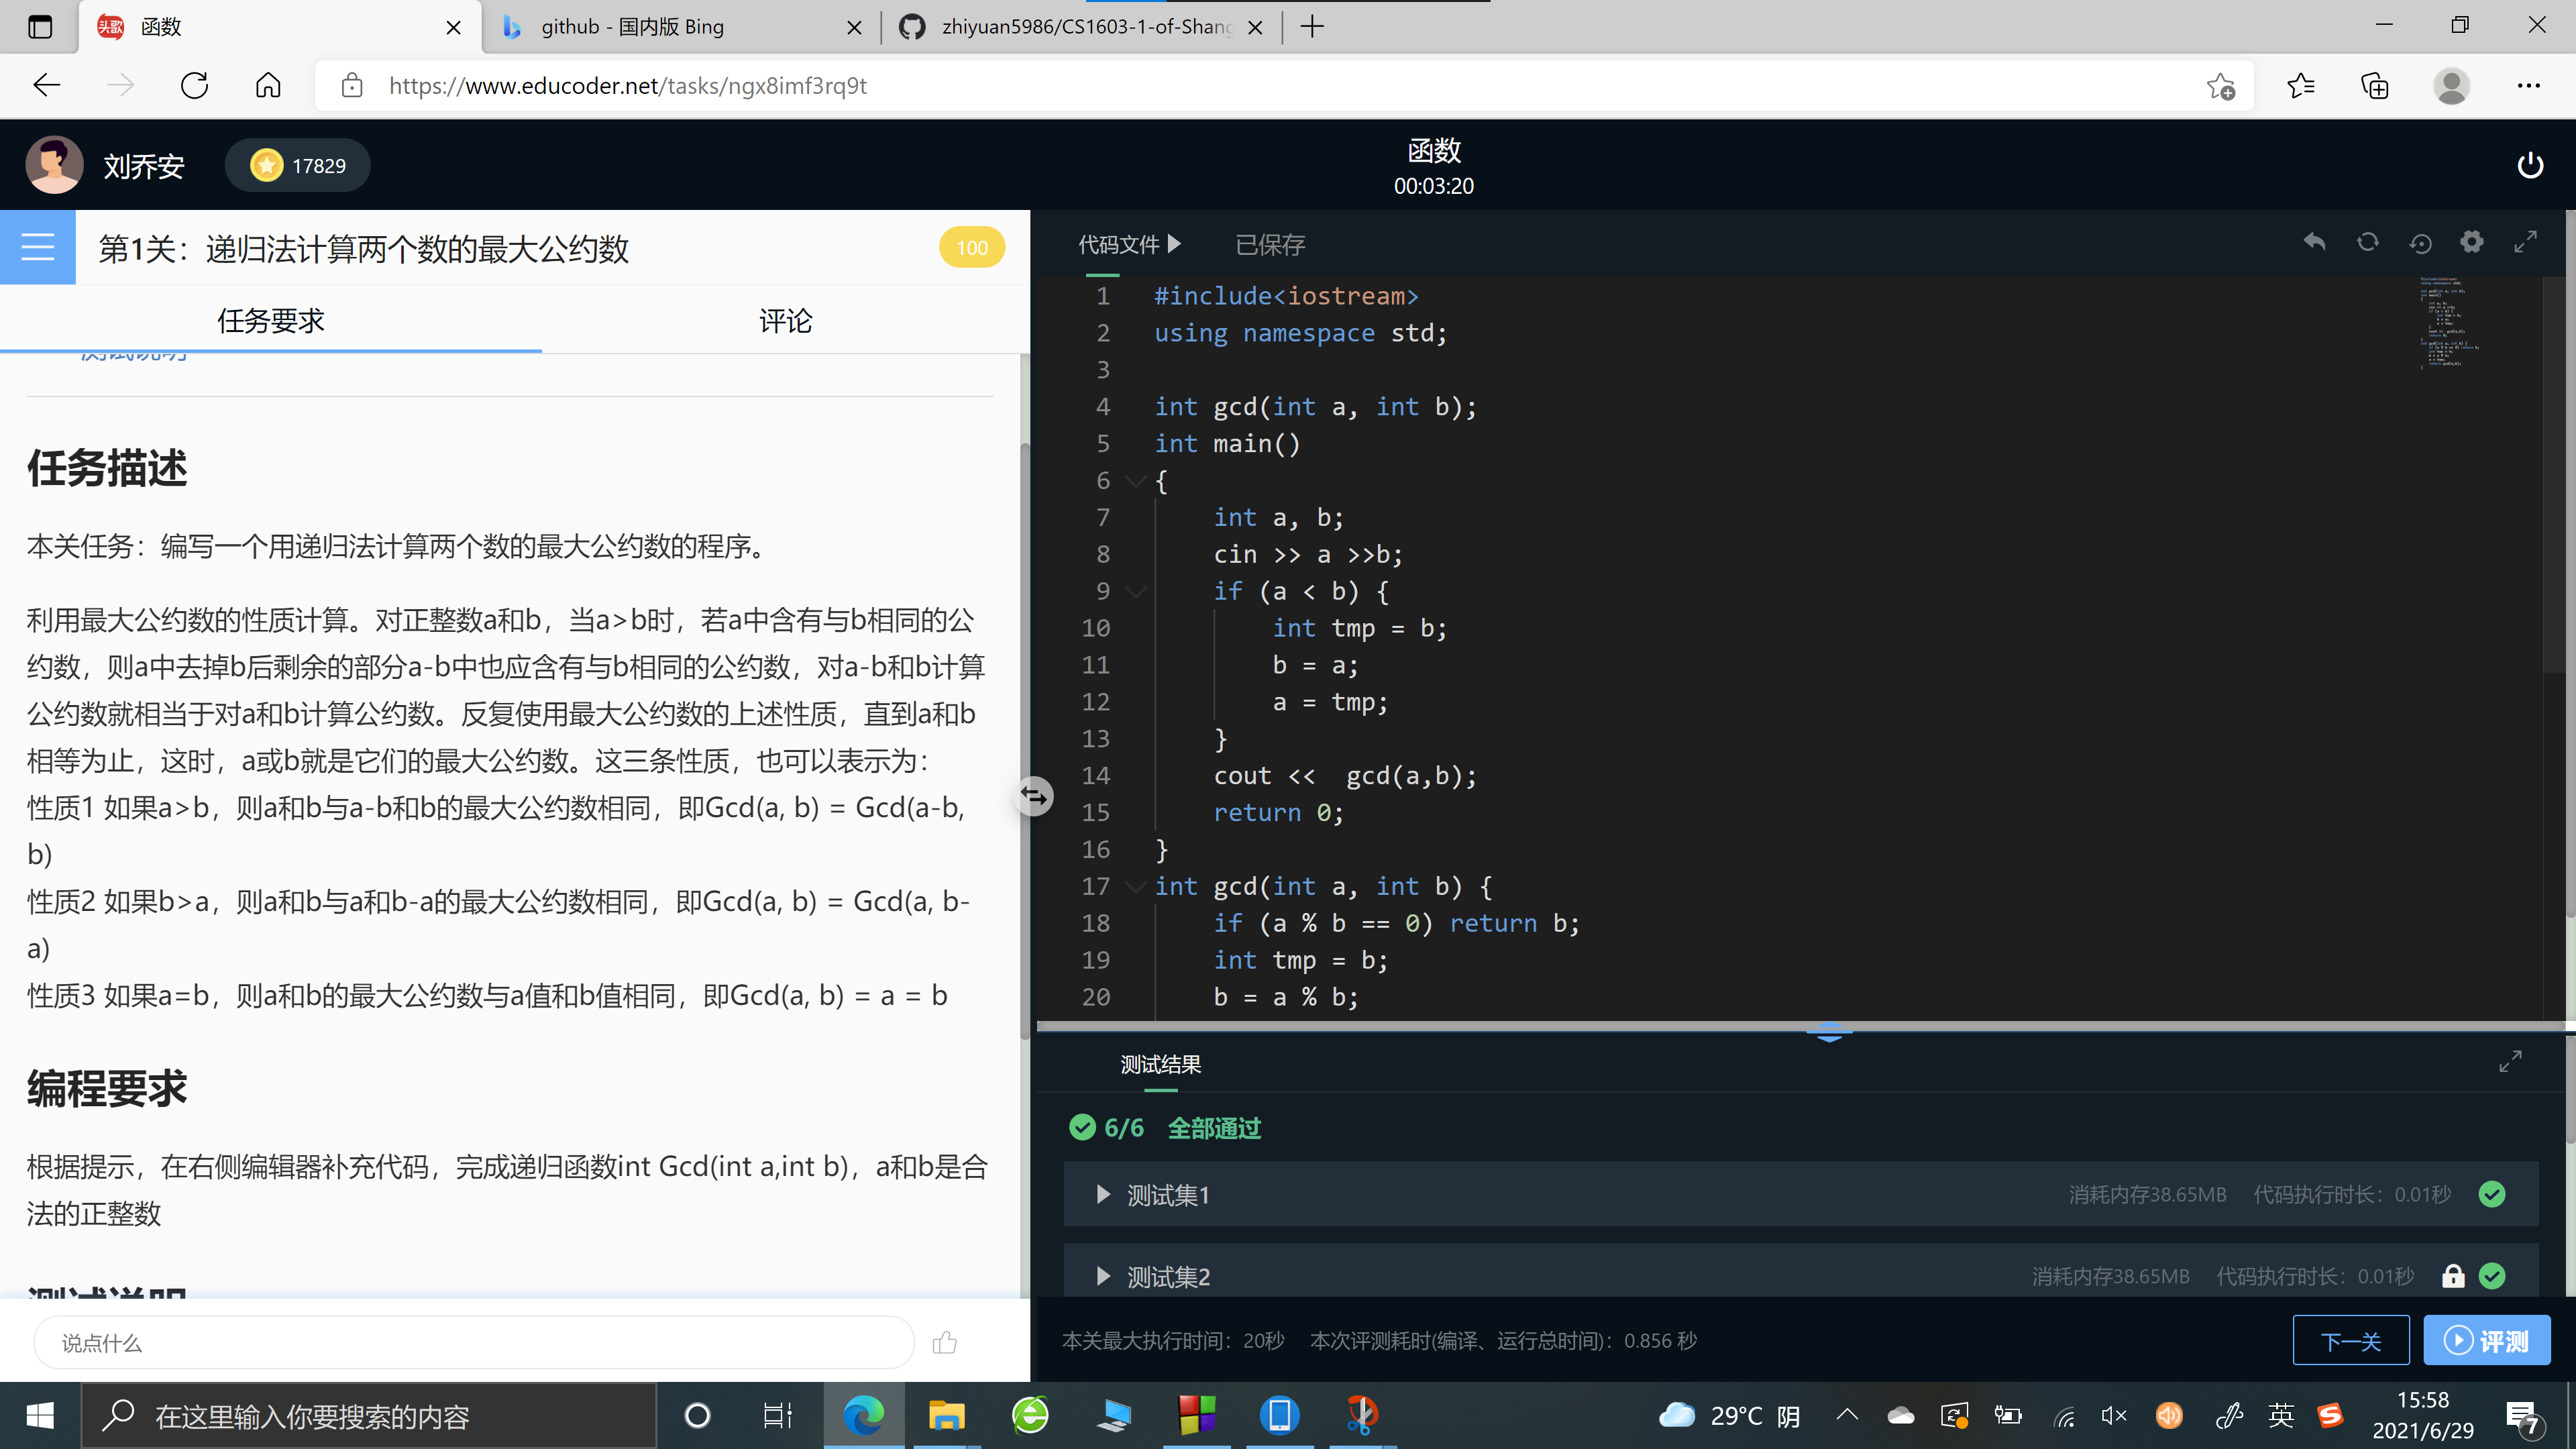 函数
github - 国内版 Bing
zhiyuan5986/CS1603-1-of-Shang
https://www.educoder.net/tasks/ngx8imf3rq9t
刘乔安
17829
函数
00:03:20
第1关：递归法计算两个数的最大公约数
100
任务要求
评论
测试说明
任务描述
本关任务：编写一个用递归法计算两个数的最大公约数的程序。
利用最大公约数的性质计算。对正整数a和b，当a>b时，若a中含有与b相同的公
约数，则a中去掉b后剩余的部分a-b中也应含有与b相同的公约数，对a-b和b计算
公约数就相当于对a和b计算公约数。反复使用最大公约数的上述性质，直到a和b
相等为止，这时，a或b就是它们的最大公约数。这三条性质，也可以表示为：
性质1 如果a>b，则a和b与a-b和b的最大公约数相同，即Gcd(a, b) = Gcd(a-b,
b)
性质2 如果b>a，则a和b与a和b-a的最大公约数相同，即Gcd(a, b) = Gcd(a, b-
a)
性质3 如果a=b，则a和b的最大公约数与a值和b值相同，即Gcd(a, b) = a = b
编程要求
根据提示，在右侧编辑器补充代码，完成递归函数int Gcd(int a,int b)，a和b是合
法的正整数
测试说明
说点什么
代码文件
已保存
1 #include<iostream>
2 using namespace std;
3
4 int gcd(int a, int b);
5 int main()
6 {
7 int a, b;
8 cin >> a >>b;
9 if (a < b) {
10 int tmp = b;
11 b = a;
12 a = tmp;
13 }
14 cout <<  gcd(a,b);
15 return 0;
16 }
17 int gcd(int a, int b) {
18 if (a % b == 0) return b;
19 int tmp = b;
20 b = a % b;
测试结果
6/6 全部通过
测试集1 消耗内存38.65MB 代码执行时长：0.01秒
测试集2 消耗内存38.65MB 代码执行时长：0.01秒
本关最大执行时间：20秒 本次评测耗时(编译、运行总时间)：0.856 秒
下一关
评测
在这里输入你要搜索的内容
29°C 阴
英
15:58
2021/6/29
7